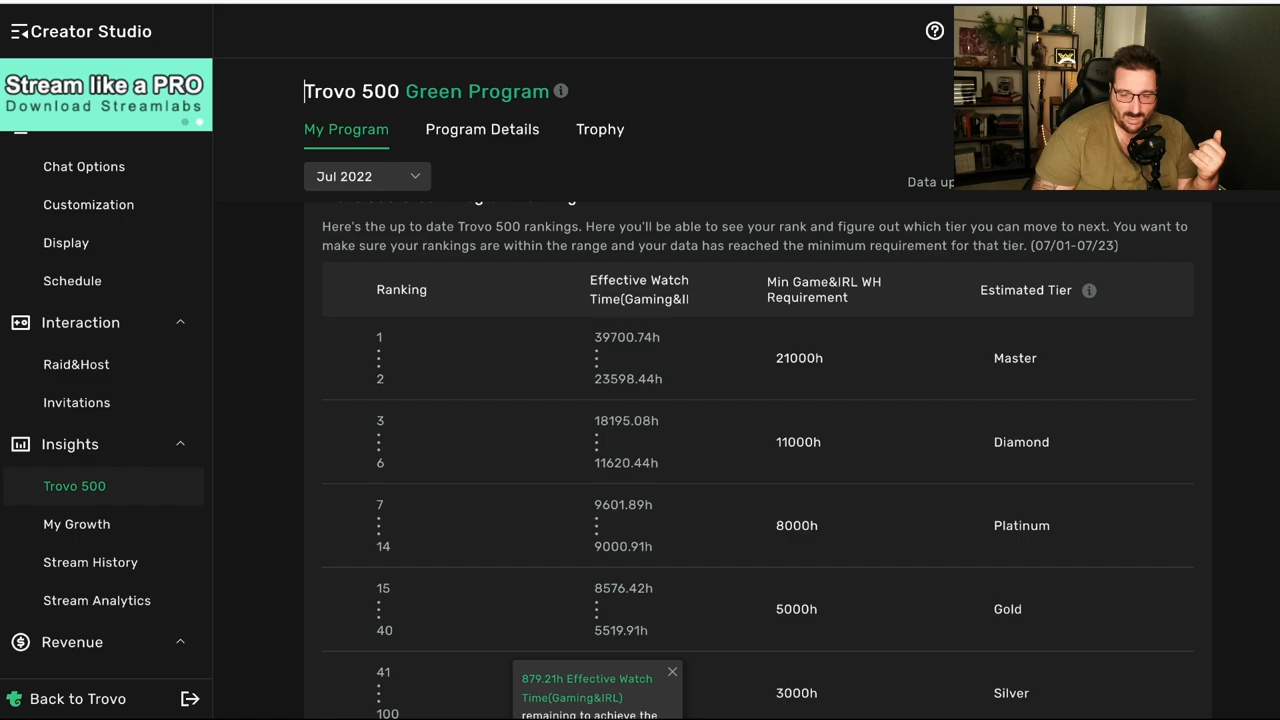 Creator Studio
Stream like a PRO
Download Streamlabs
Chat Options
Customization
Display
Schedule
Interaction
Raid&Host
Invitations
Insights
Trovo 500
My Growth
Stream History
Stream Analytics
Revenue
Back to Trovo
Trovo 500 Green Program
My Program Program Details Trophy
Jul 2022
Data up
Here's the up to date Trovo 500 rankings. Here you'll be able to see your rank and figure out which tier you can move to next. You want to
make sure your rankings are within the range and your data has reached the minimum requirement for that tier. (07/01-07/23)
Ranking
Effective Watch
Time(Gaming&II
Min Game&IRL WH
Requirement
Estimated Tier
1
2
39700.74h
23598.44h
21000h
Master
3
6
18195.08h
11620.44h
11000h
Diamond
7
14
9601.89h
9000.91h
8000h
Platinum
15
40
8576.42h
5519.91h
5000h
Gold
41
100
3000h
Silver
879.21h Effective Watch
Time(Gaming&IRL)
remaining to achieve the